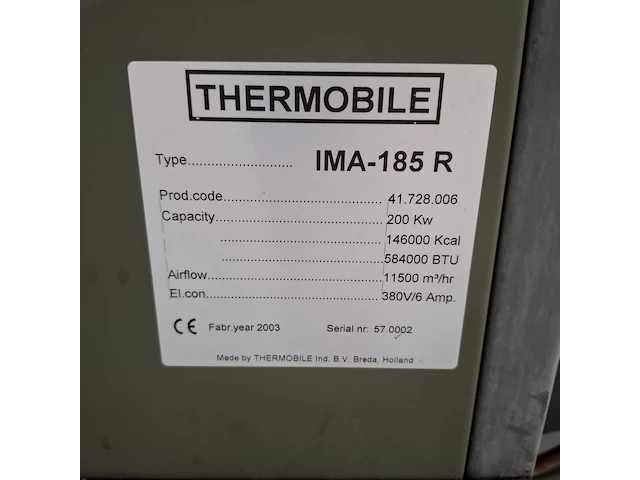 THERMOBILE
Type.......................... IMA-185 R
Prod.code.......................................... 41.728.006
Capacity.......................................... 200 Kw
.......................................... 146000 Kcal
.......................................... 584000 BTU
Airflow.......................................... 11500 m³/hr
El.con.......................................... 380V/6 Amp.
CE Fabr.year 2003 Serial nr: 57.0002
Made by THERMOBILE Ind. B.V. Breda, Holland